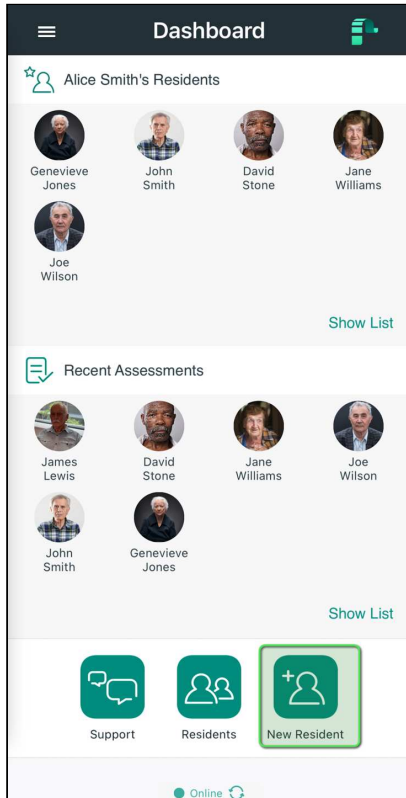 Dashboard
Alice Smith's Residents
Genevieve
Jones
John
Smith
David
Stone
Jane
Williams
Joe
Wilson
Show List
Recent Assessments
James
Lewis
David
Stone
Jane
Williams
Joe
Wilson
John
Smith
Genevieve
Jones
Show List
Support
Residents
New Resident
Online